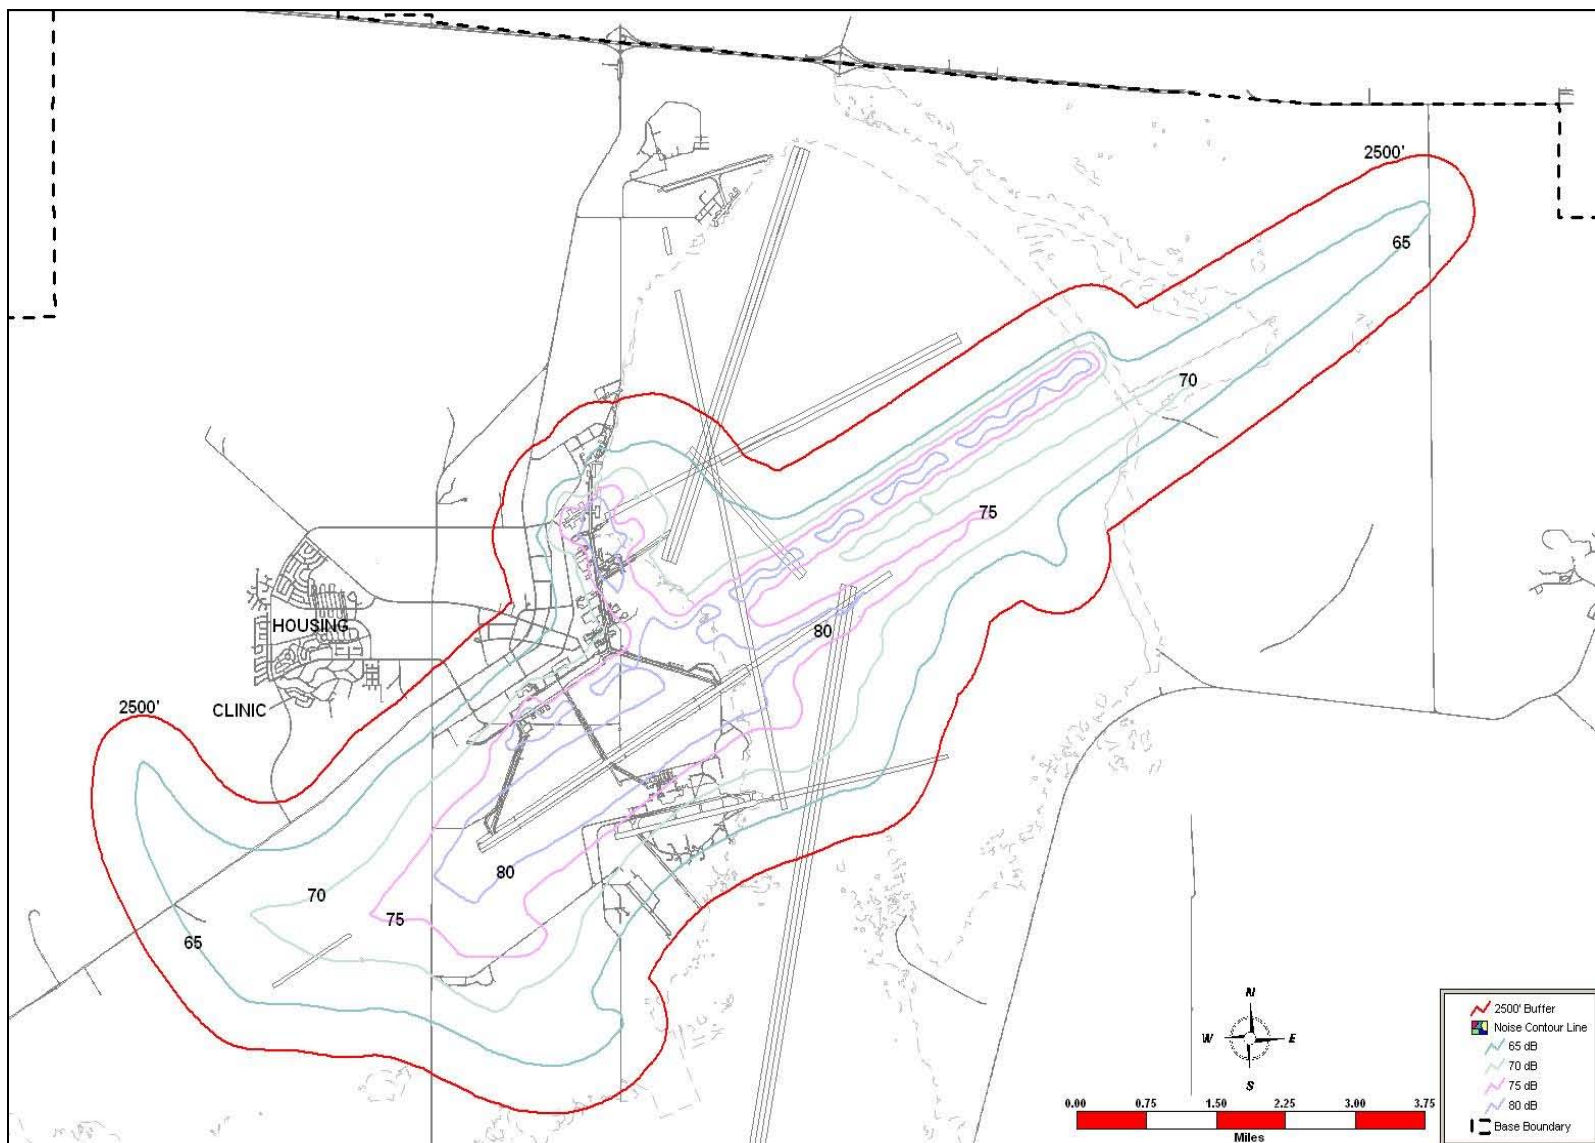 2500'
65
70
75
HOUSING
80
CLINIC
2500'
80
70
75
65
N
W E
S
0.00 0.75 1.50 2.25 3.00 3.75
Miles
2500' Buffer
Noise Contour Line
65 dB
70 dB
75 dB
80 dB
Base Boundary